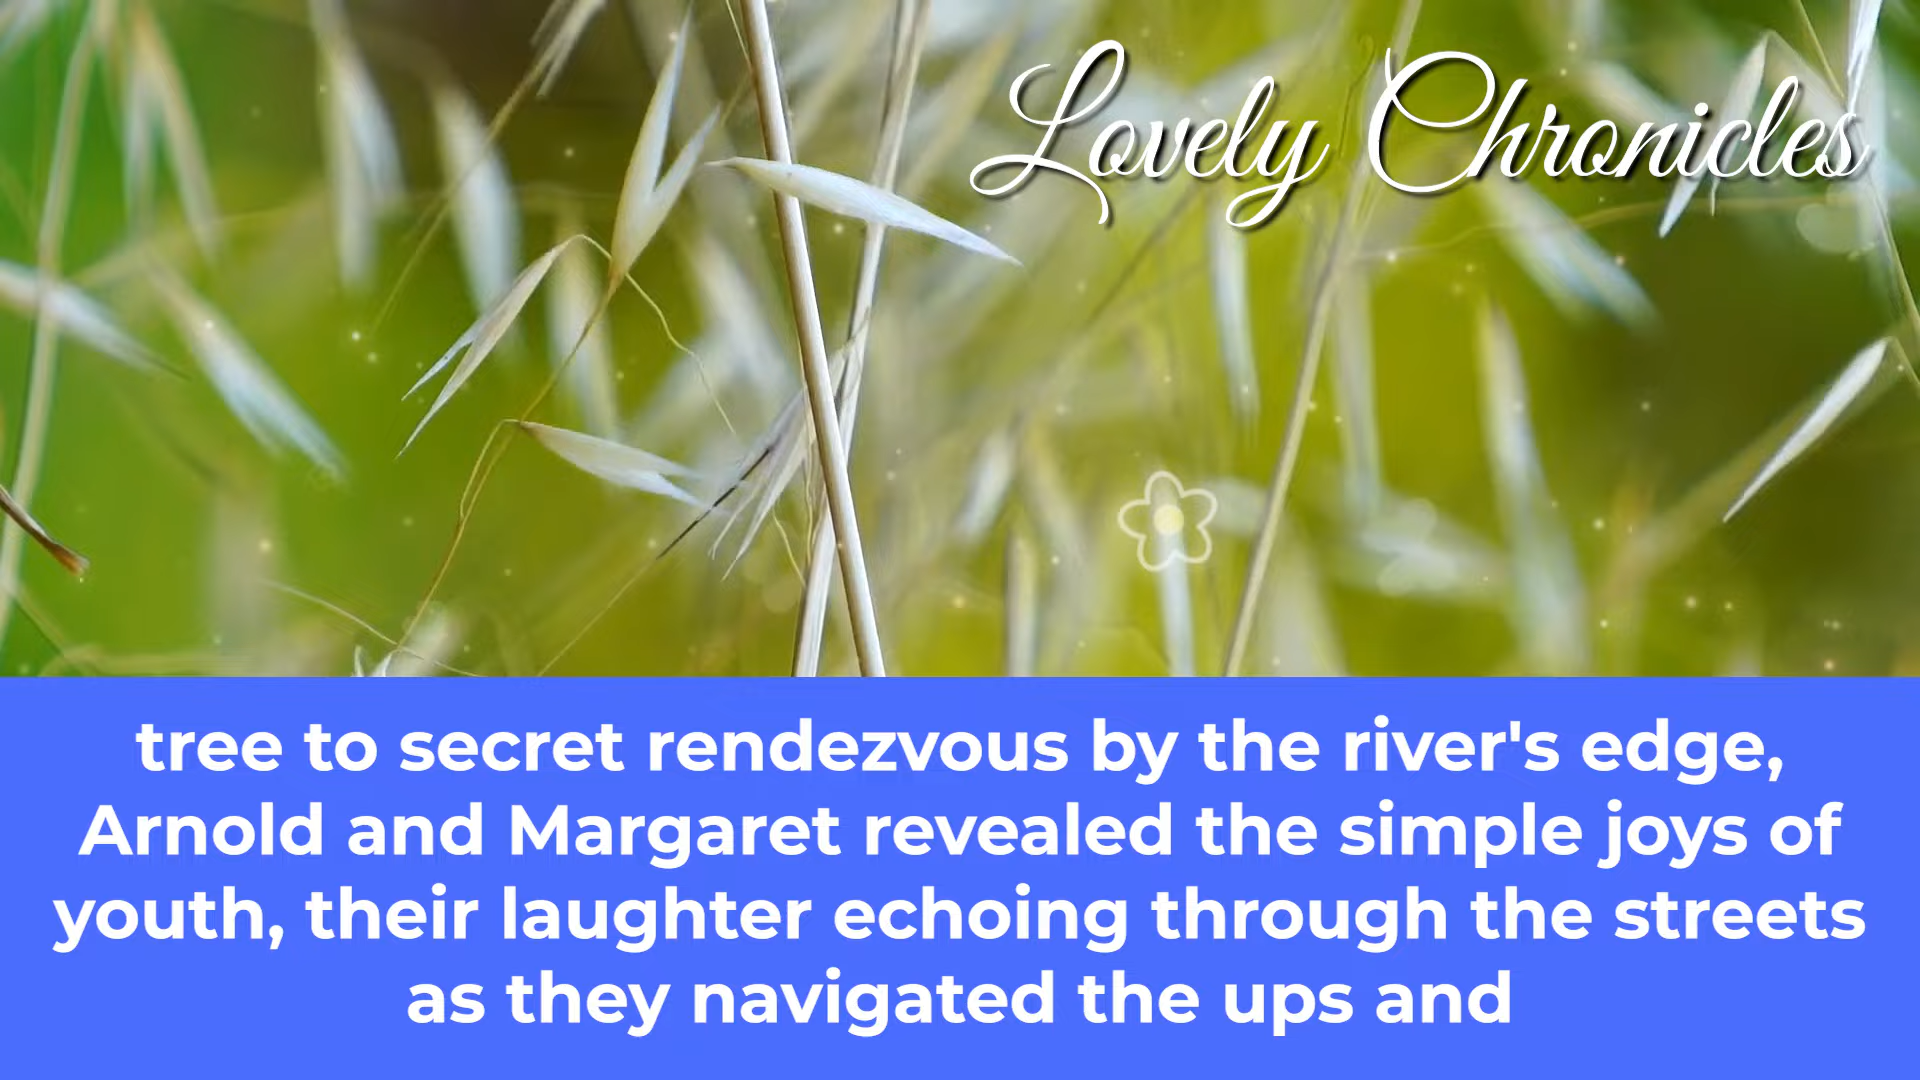 Lovely Chronicles
tree to secret rendezvous by the river's edge,
Arnold and Margaret revealed the simple joys of
youth, their laughter echoing through the streets
as they navigated the ups and